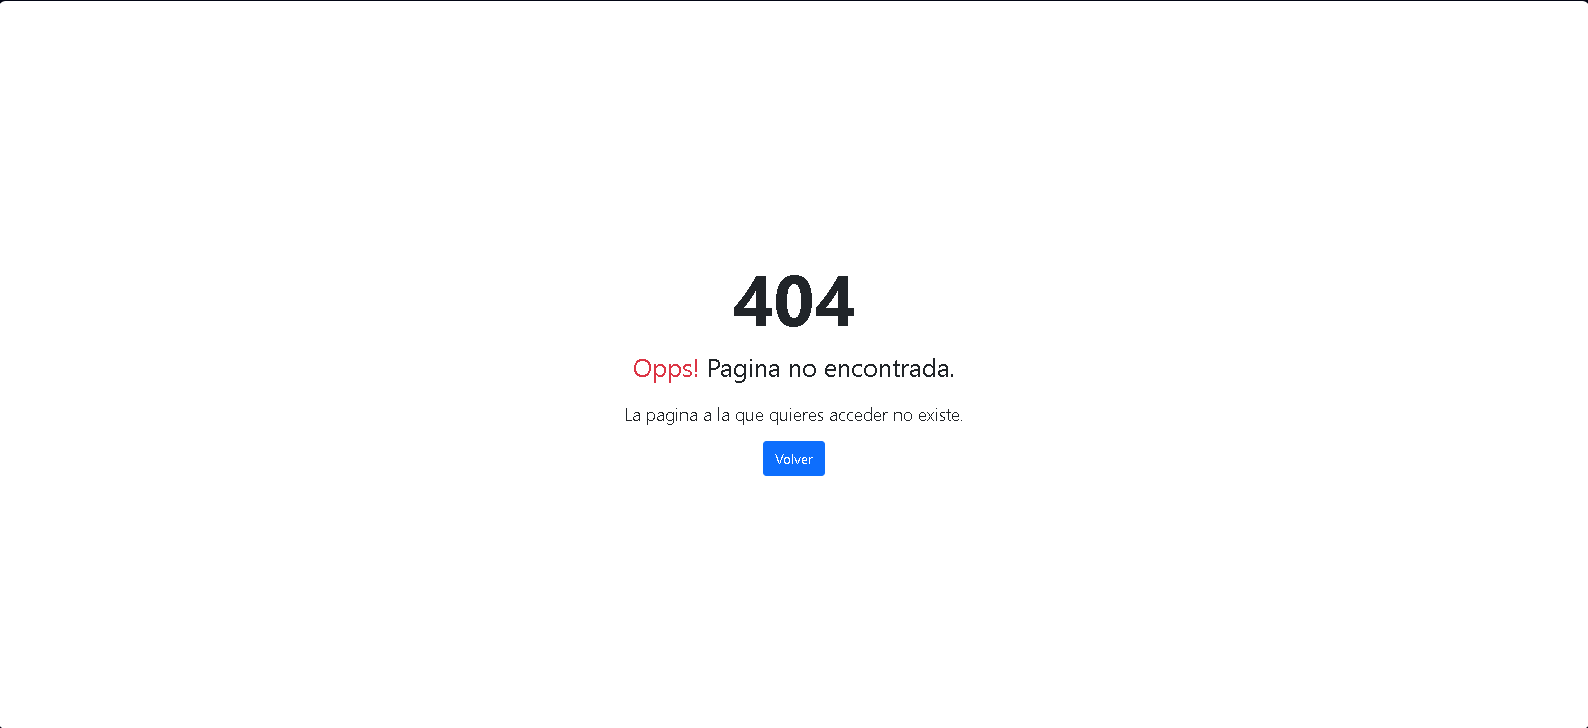 404
Opps! Pagina no encontrada.
La pagina a la que quieres acceder no existe.
Volver